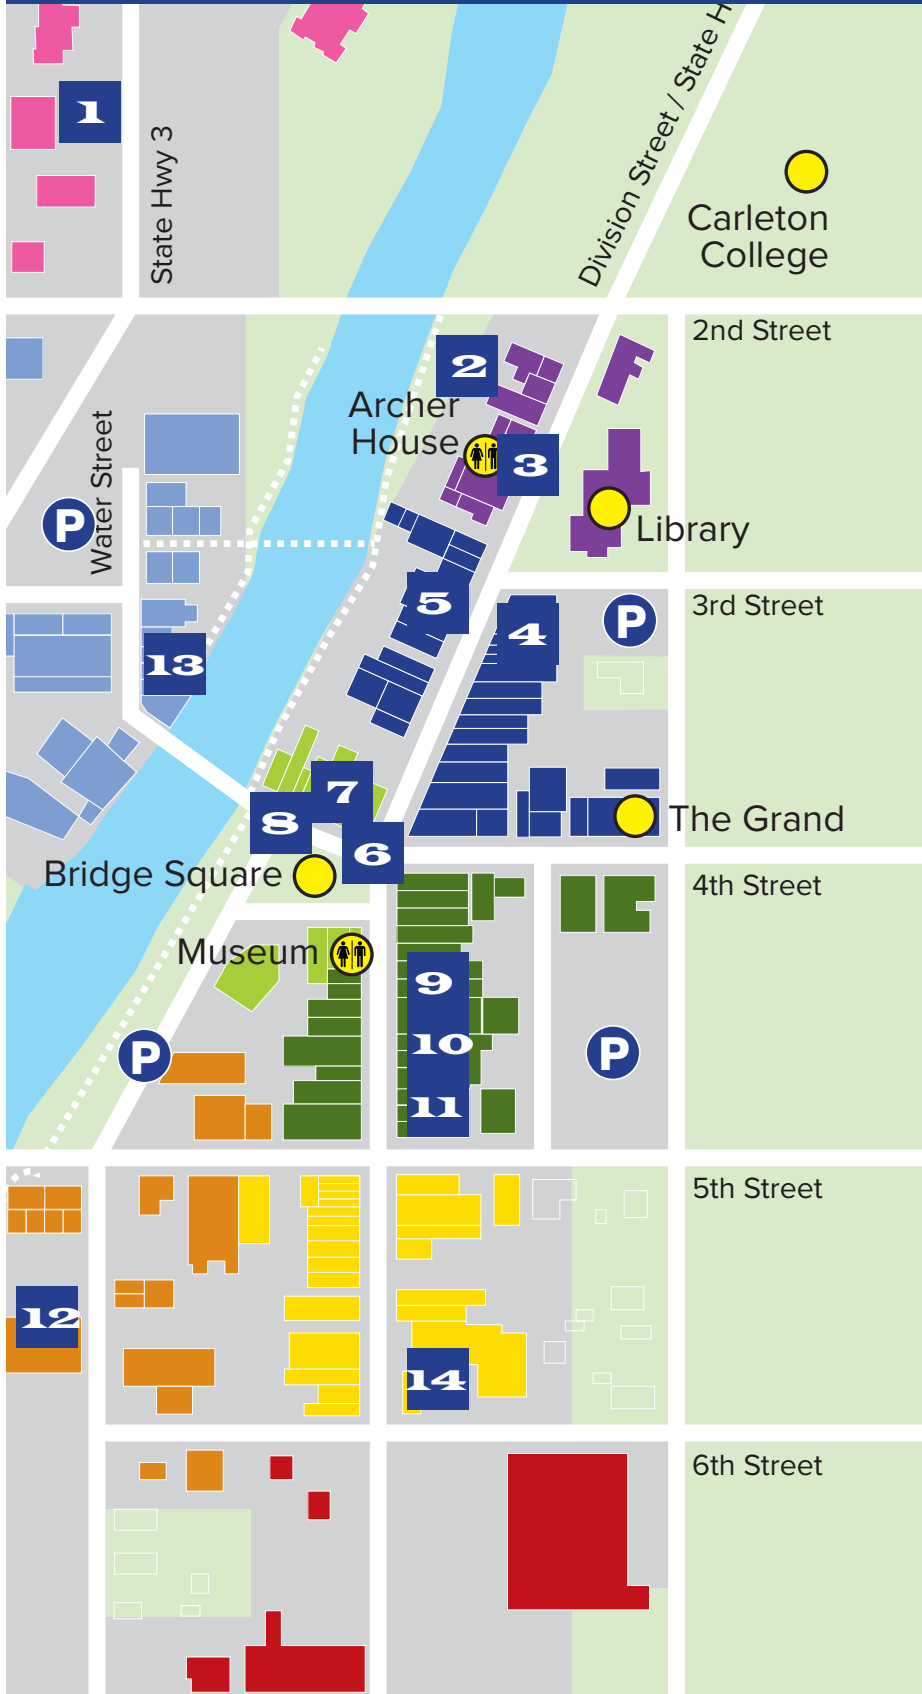 1
State Hwy 3
Division Street / State H
Carleton
College
2nd Street
2
Archer
House
3
Water Street
P
Library
3rd Street
5
4
P
13
7
8
6
The Grand
Bridge Square
4th Street
Museum
9
10
11
P
P
5th Street
12
14
6th Street